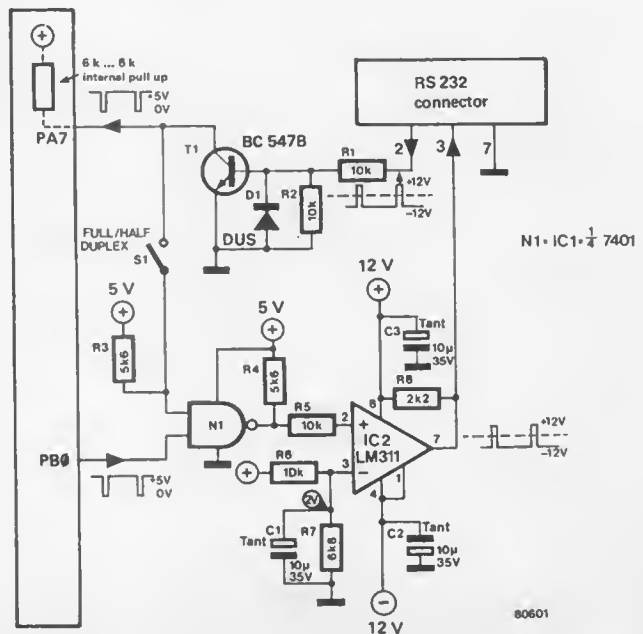 6 k ... 8 k
internal pull up
+5V
0V
PA7
T1
BC 547B
R1
10k
2
3
7
RS 232
connector
+12V
-12V
D1
DUS
R2
10k
FULL/HALF
DUPLEX
S1
N1 = IC1 = 1/4 7401
5 V
R3
5k6
5 V
R4
5k6
12 V
C3
Tant
10µ
35V
R8
2k2
N1
R5
10k
2
8
7
IC2
LM311
+12V
-12V
PBØ
+5V
0V
R6
10k
3
4
1
2V
C1
Tant
10µ
35V
R7
6k8
C2
Tant
10µ
35V
12 V
80601